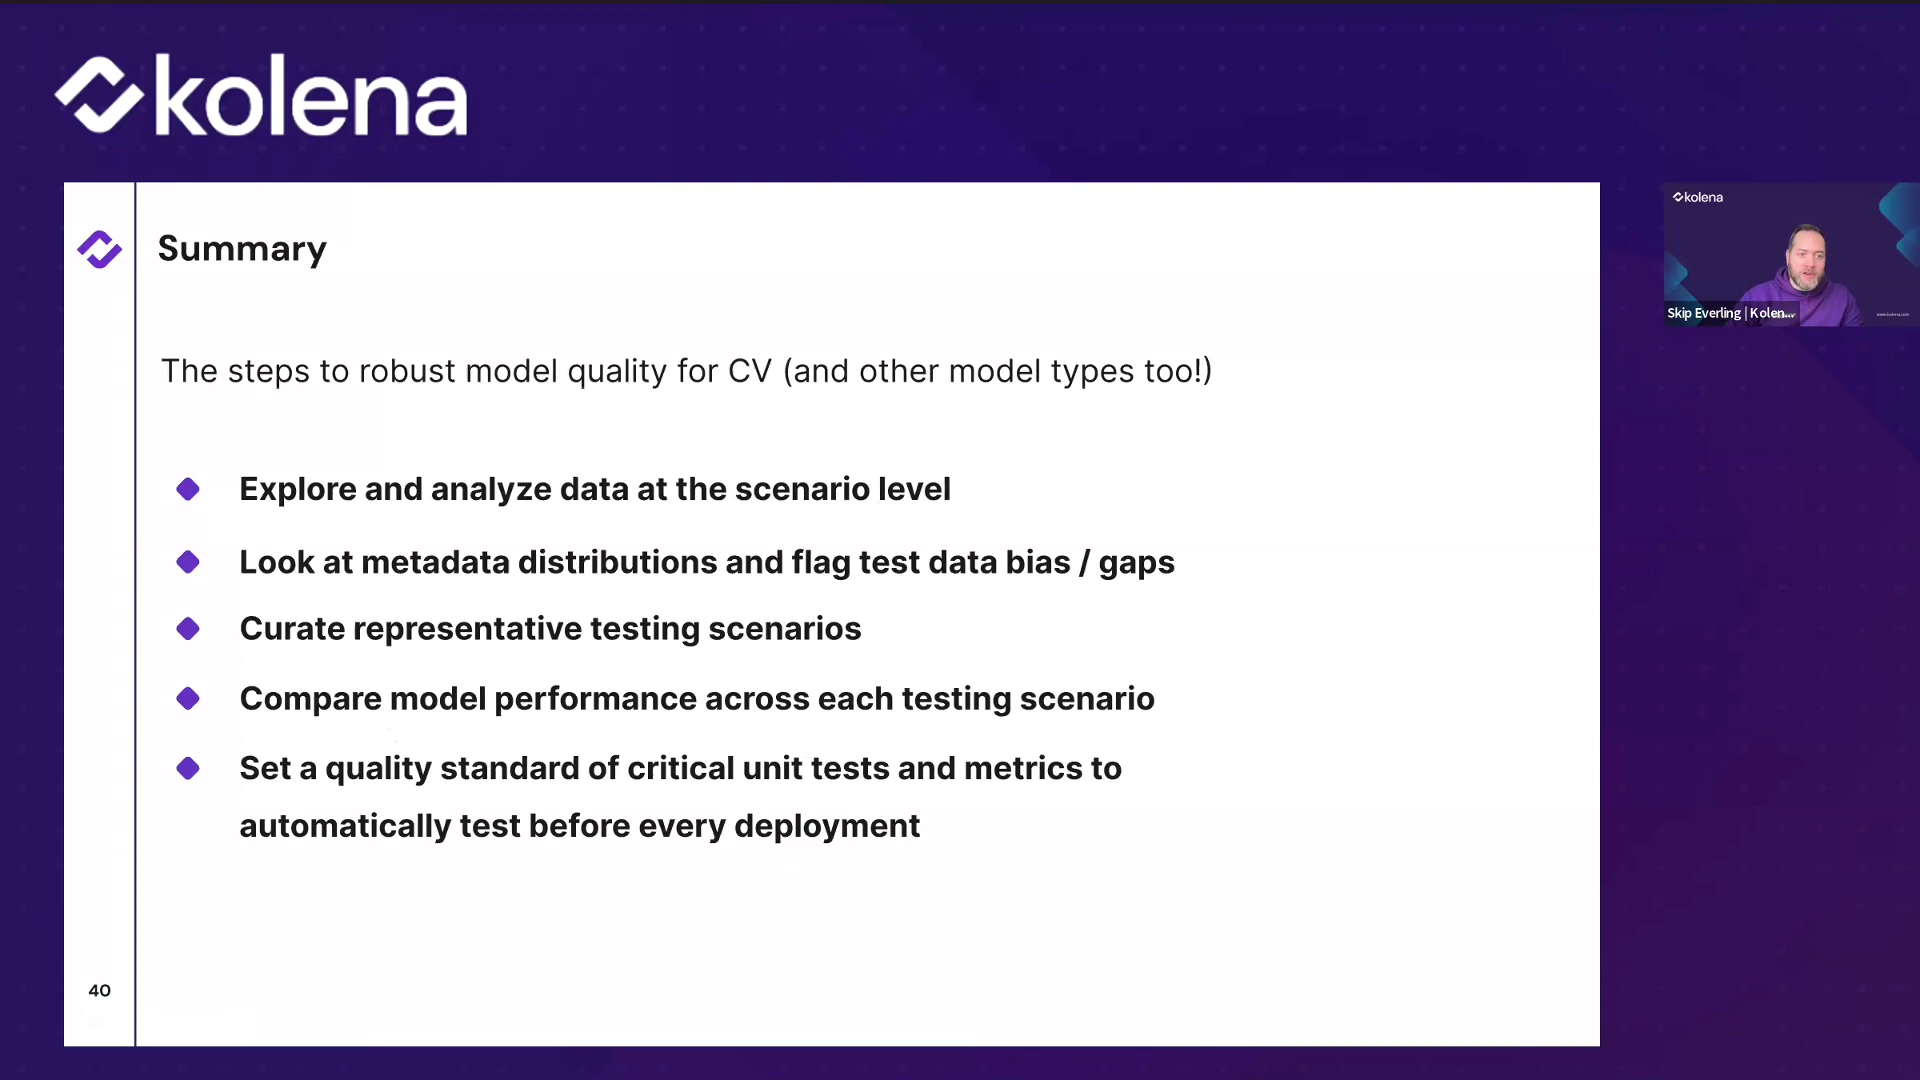 kolena
Summary
The steps to robust model quality for CV (and other model types too!)
Explore and analyze data at the scenario level
Look at metadata distributions and flag test data bias / gaps
Curate representative testing scenarios
Compare model performance across each testing scenario
Set a quality standard of critical unit tests and metrics to
automatically test before every deployment
40
kolena
Skip Everling | Kolen...
www.kolena.com